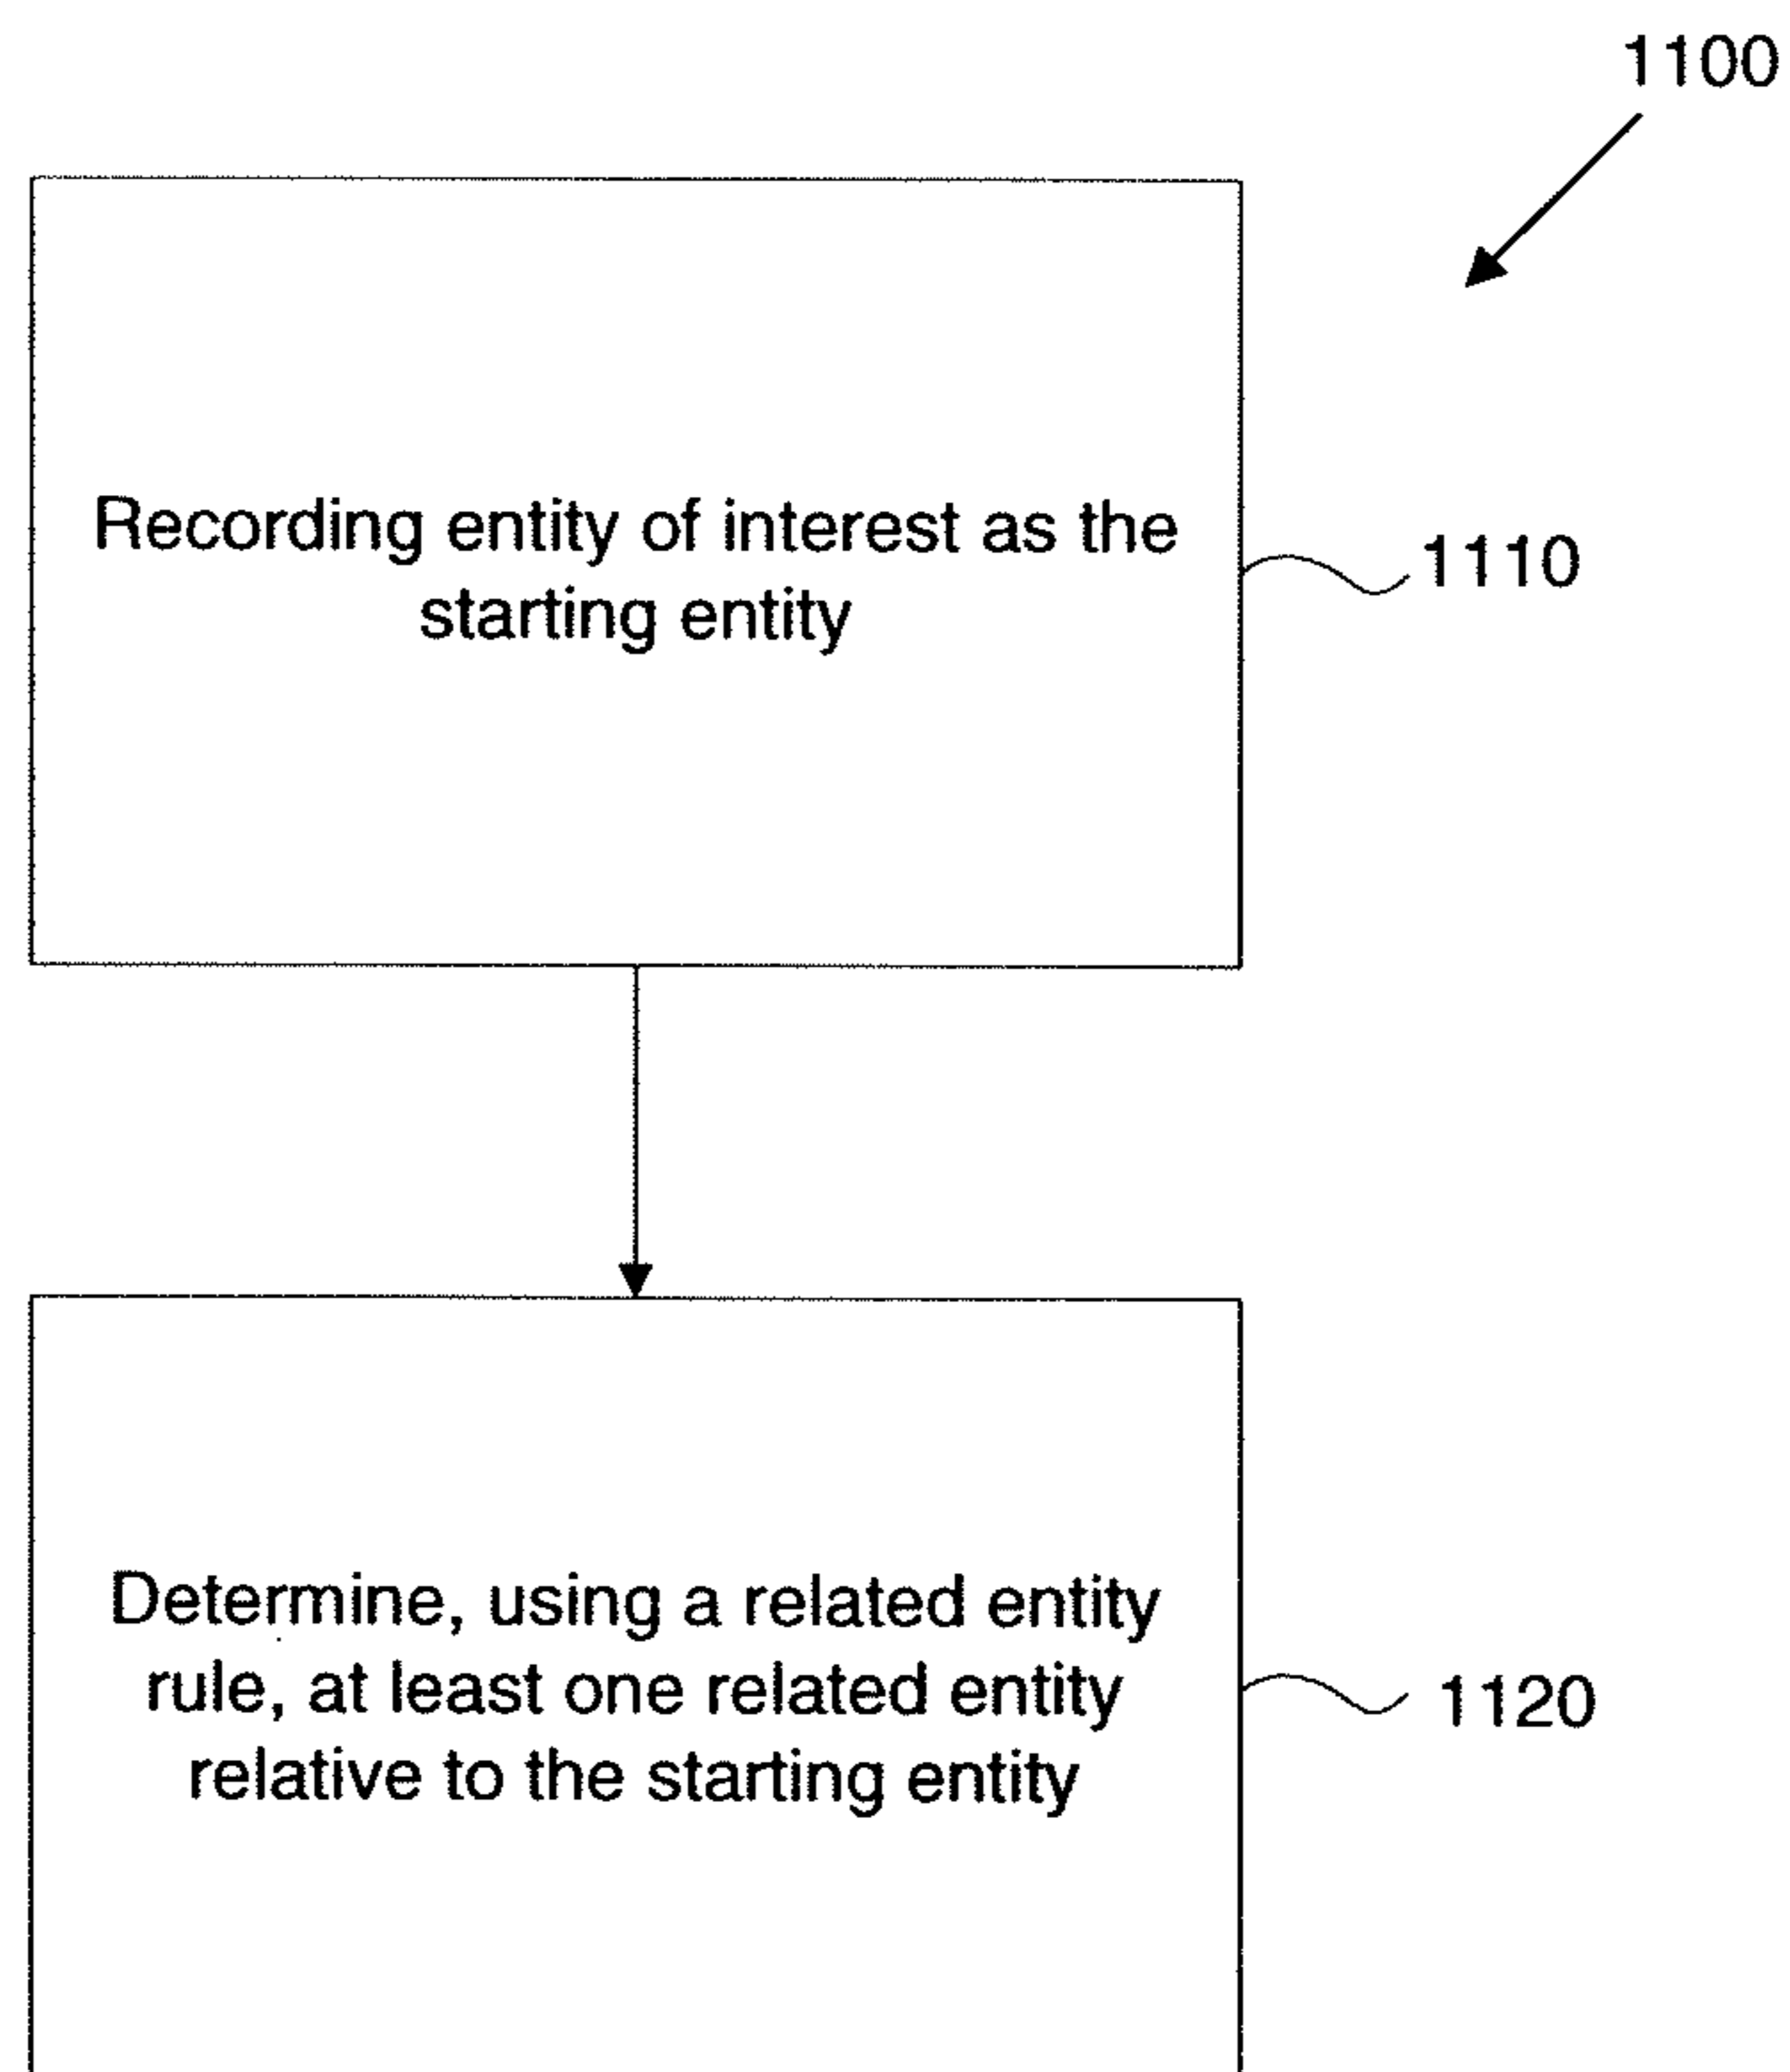 1100
Recording entity of interest as the
starting entity
1110
Determine, using a related entity
rule, at least one related entity
relative to the starting entity
1120